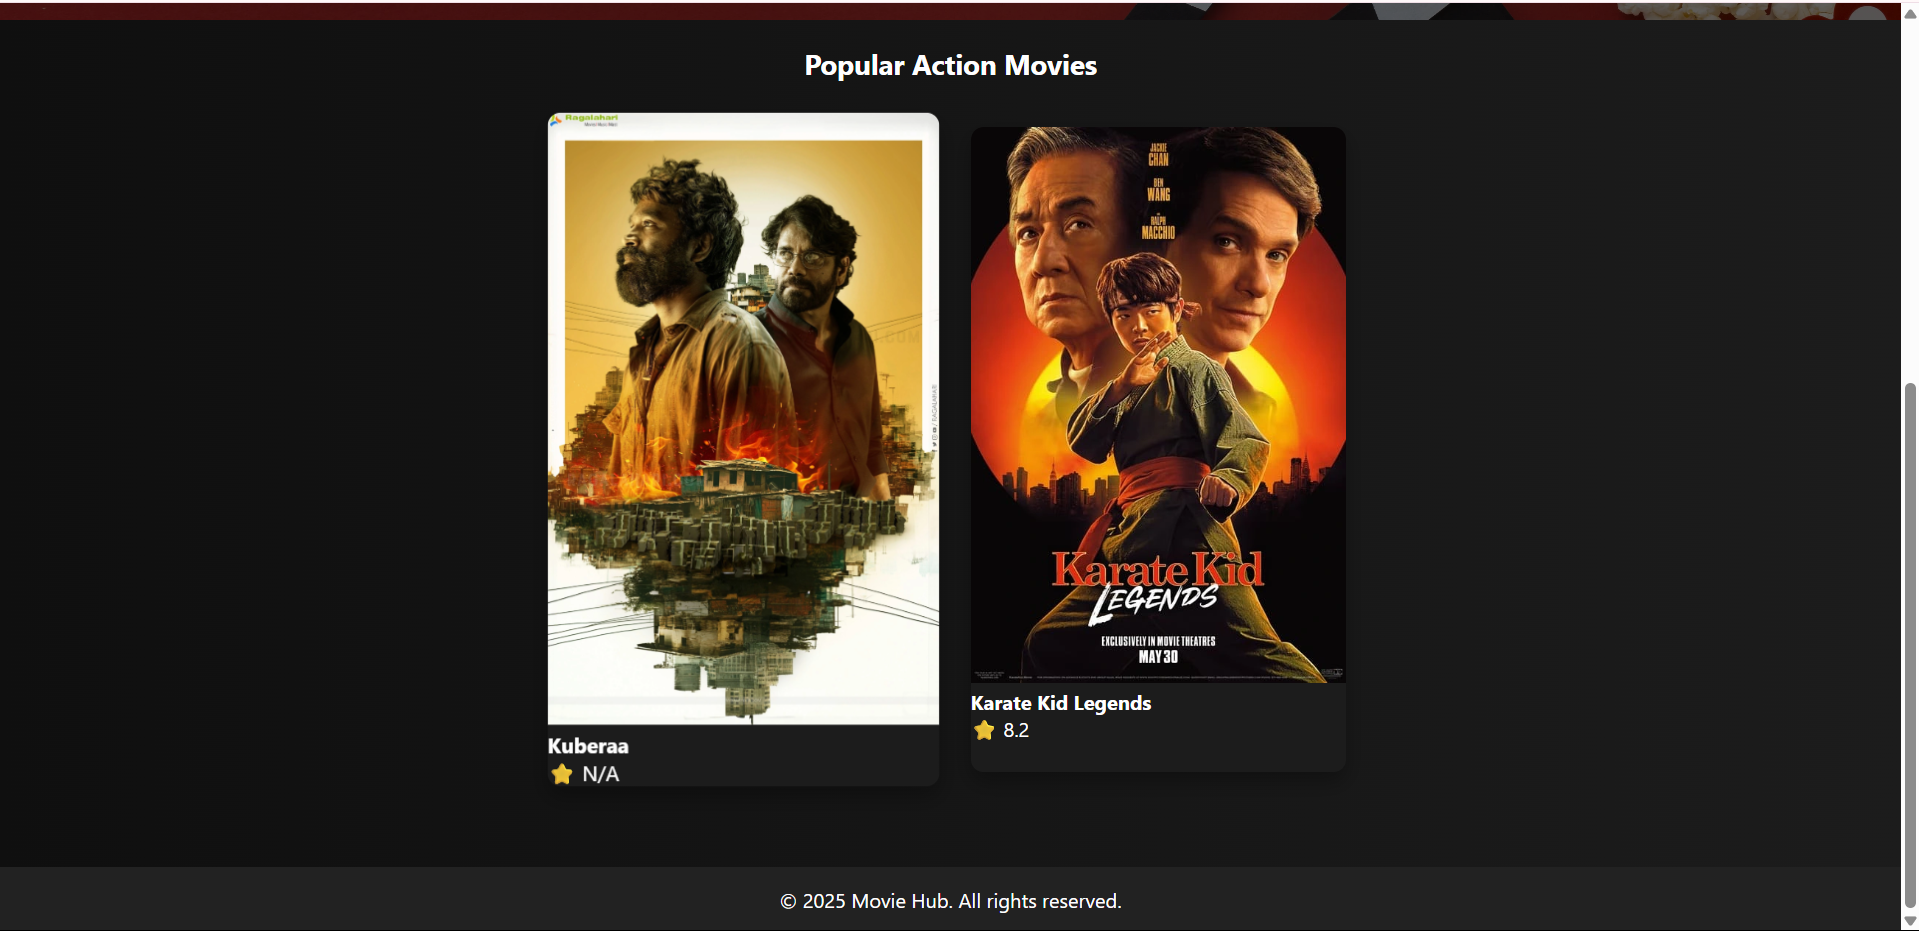 Popular Action Movies
Ragalahari
JACKIE
CHAN
BEN
WANG
RALPH
MACCHIO
/ RAGALAHARI
Karate Kid
LEGENDS
EXCLUSIVELY IN MOVIE THEATRES
MAY 30
Kuberaa
N/A
Karate Kid Legends
8.2
© 2025 Movie Hub. All rights reserved.